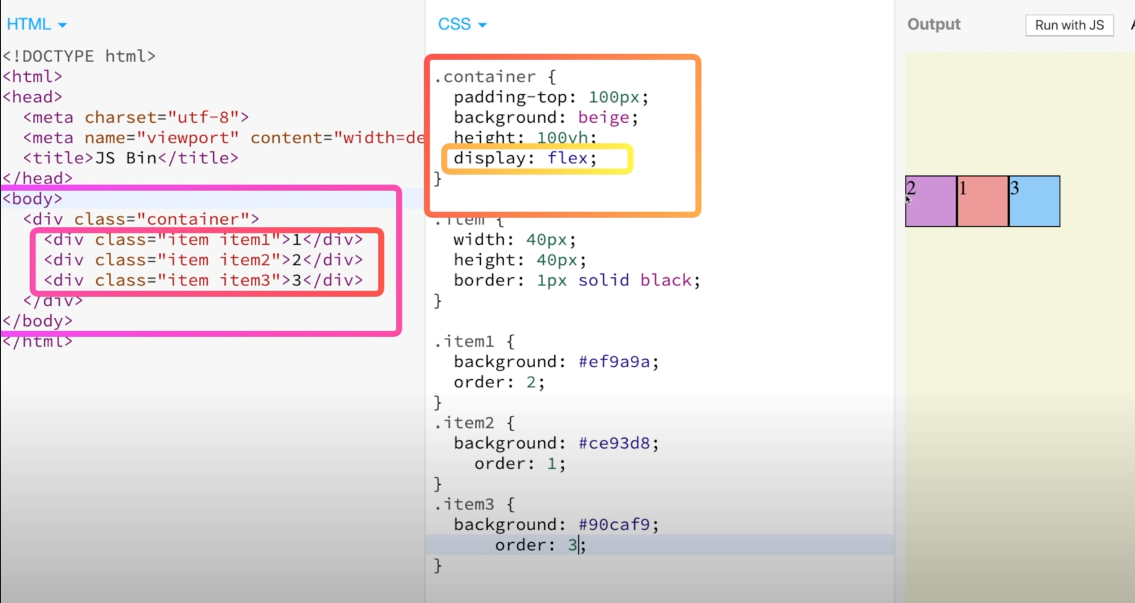 HTML
<!DOCTYPE html>
<html>
<head>
<meta charset="utf-8">
<meta name="viewport" content="width=de
<title>JS Bin</title>
</head>
<body>
<div class="container">
<div class="item item1">1</div>
<div class="item item2">2</div>
<div class="item item3">3</div>
</div>
</body>
</html>
CSS
.container {
padding-top: 100px;
background: beige;
height: 100vh;
display: flex;
}
.item {
width: 40px;
height: 40px;
border: 1px solid black;
}
.item1 {
background: #ef9a9a;
order: 2;
}
.item2 {
background: #ce93d8;
order: 1;
}
.item3 {
background: #90caf9;
order: 3;
}
Output
Run with JS
2 1 3